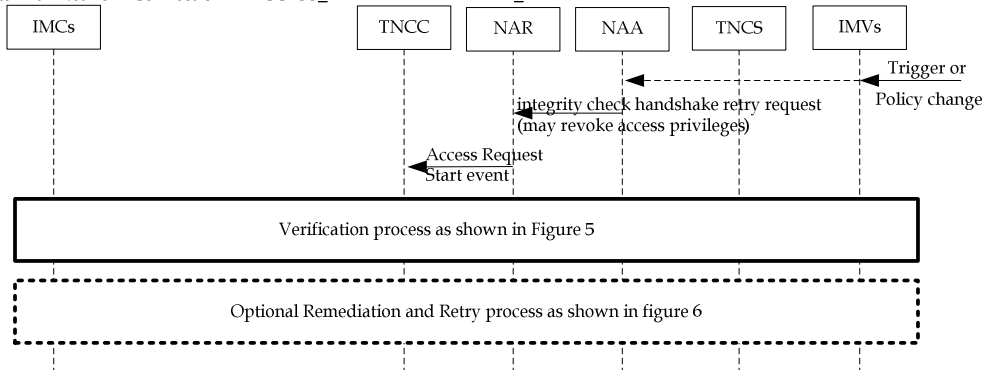 IMCs
TNCC
NAR
NAA
TNCS
IMVs
Trigger or
Policy change
integrity check handshake retry request
(may revoke access privileges)
Access Request
Start event
Verification process as shown in Figure 5
Optional Remediation and Retry process as shown in figure 6